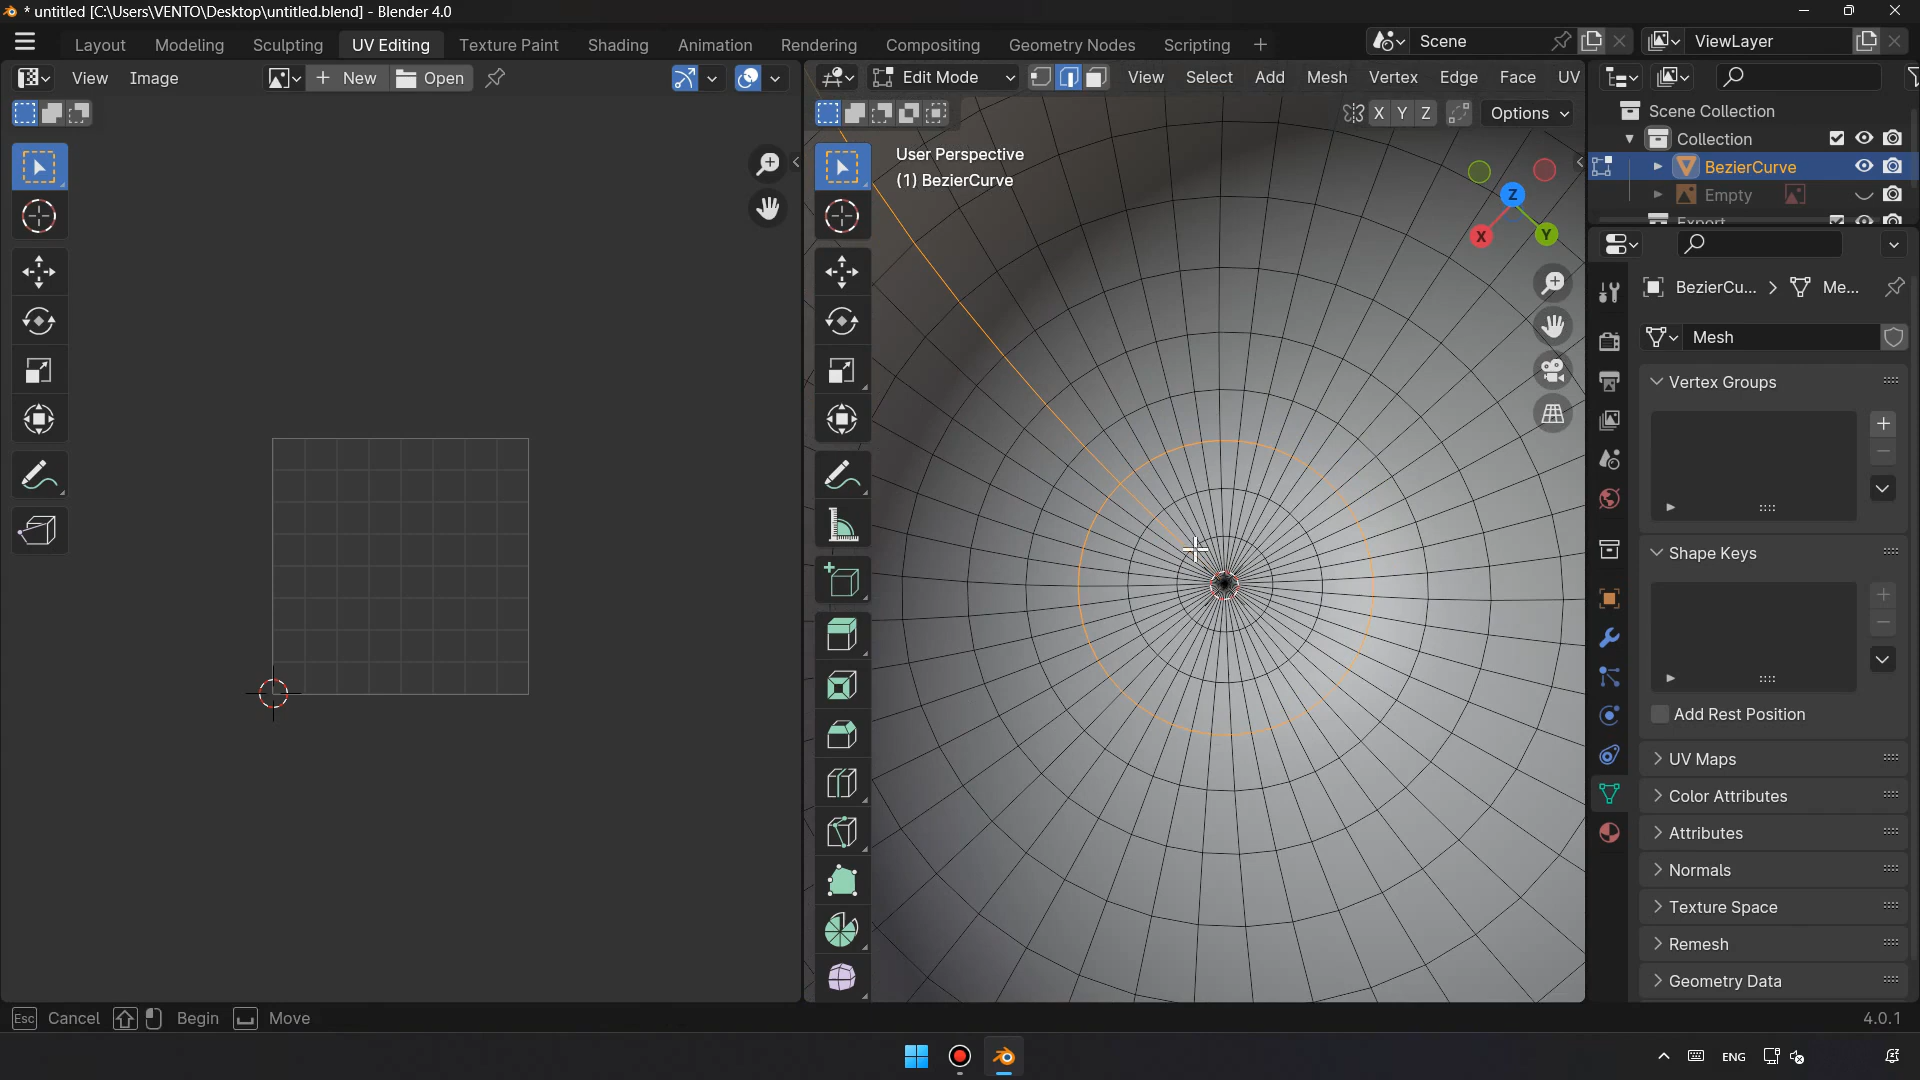 * untitled [C:\Users\VENTO\Desktop\untitled.blend] - Blender 4.0
Layout Modeling Sculpting UV Editing Texture Paint Shading Animation Rendering Compositing Geometry Nodes Scripting
Scene
ViewLayer
View Image
New Open
Edit Mode
View Select Add Mesh Vertex Edge Face UV
X Y Z
Options
User Perspective
(1) BezierCurve
Z
X
Y
Scene Collection
Collection
BezierCurve
Empty
Export
BezierCu... Me...
Mesh
Vertex Groups
Shape Keys
Add Rest Position
UV Maps
Color Attributes
Attributes
Normals
Texture Space
Remesh
Geometry Data
Esc Cancel Begin Move
4.0.1
ENG